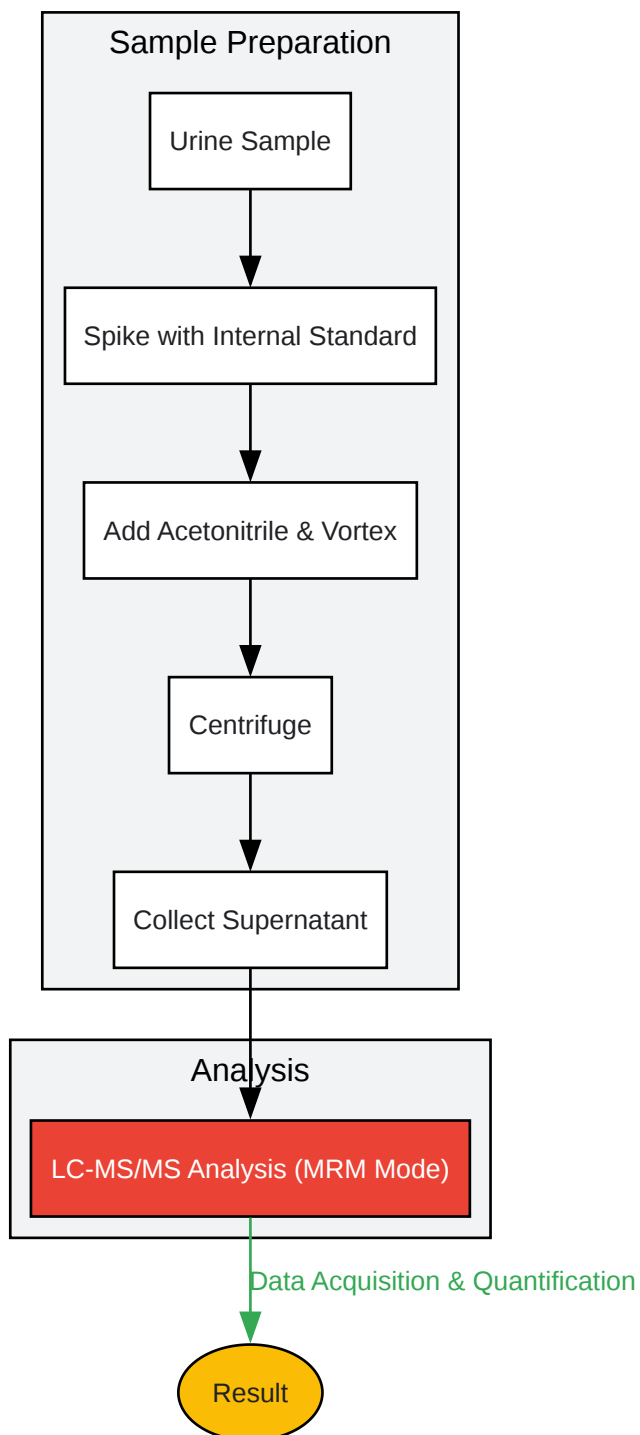 Sample Preparation
Urine Sample
Spike with Internal Standard
Add Acetonitrile & Vortex
Centrifuge
Collect Supernatant
Analysis
LC-MS/MS Analysis (MRM Mode)
Data Acquisition & Quantification
Result